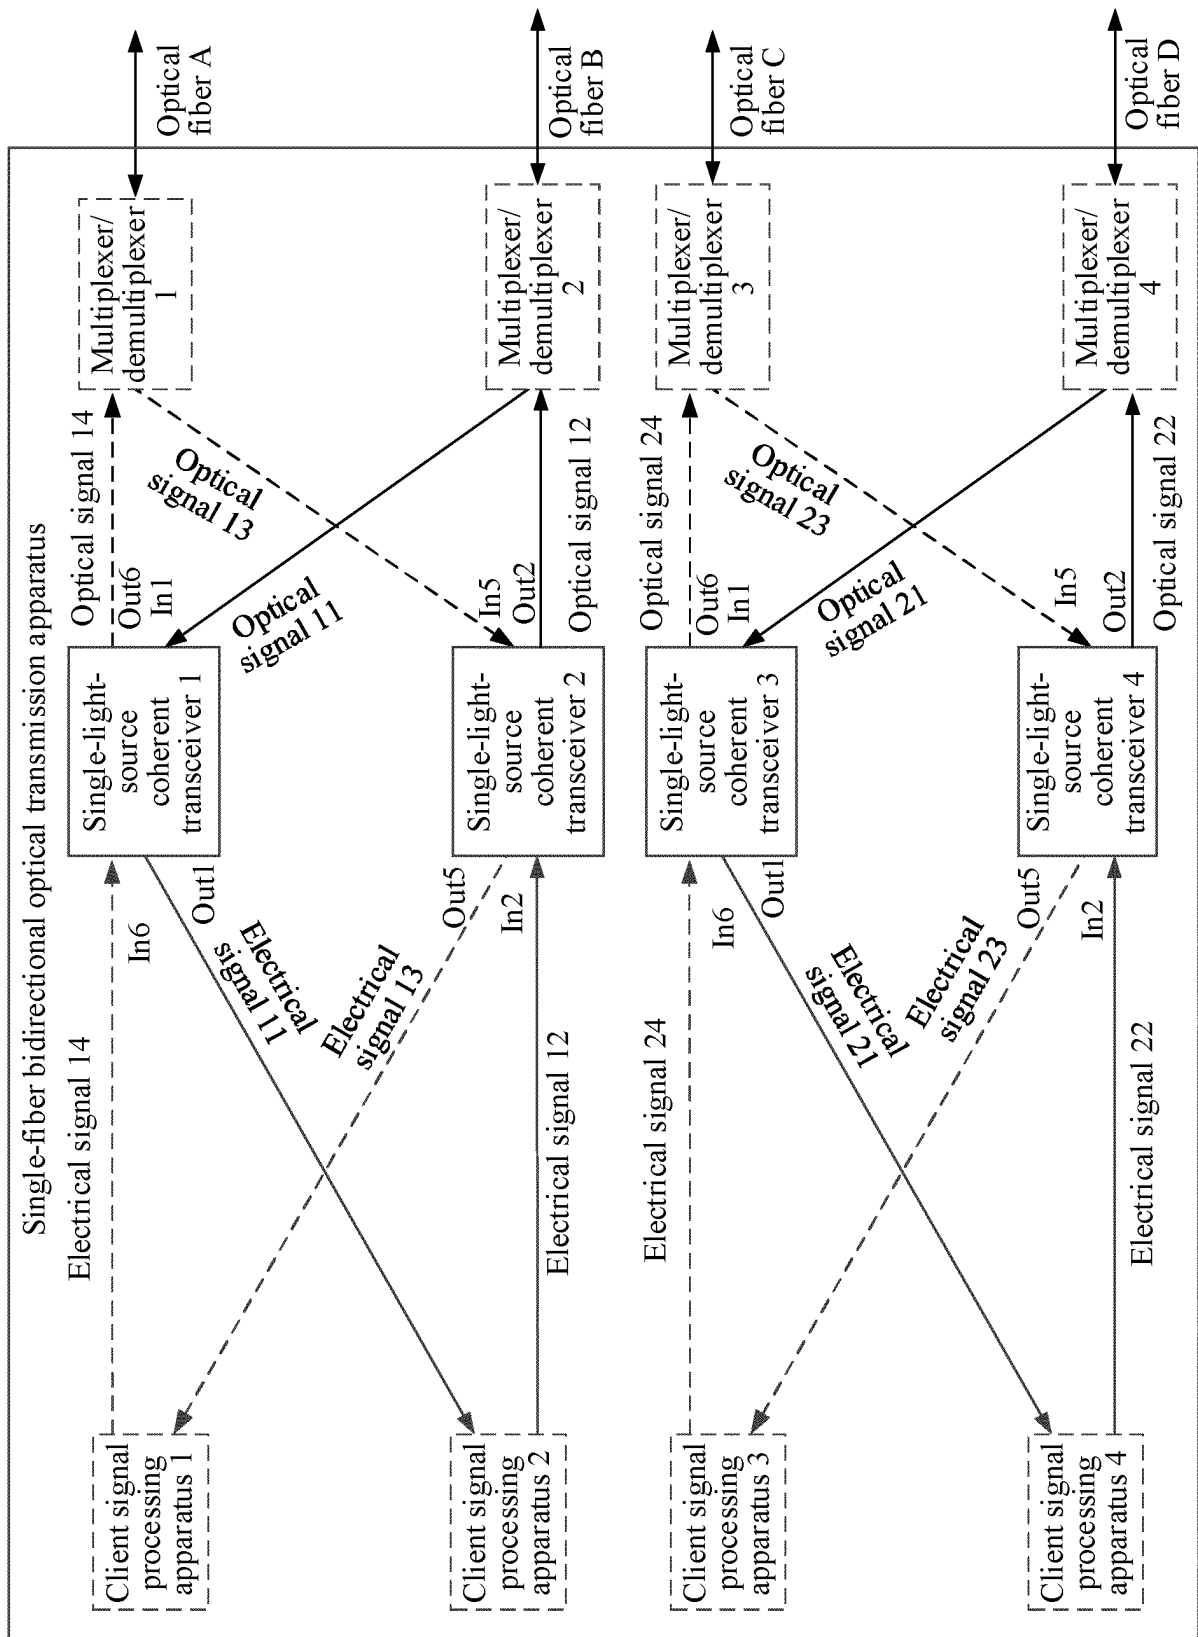 Single-fiber bidirectional optical transmission apparatus
Client signal
processing
apparatus 1
Electrical signal 14
In6
Out1
Electrical
signal 11
Single-light-
source
coherent
transceiver 1
Optical signal 14
Out6
In1
Optical
signal 13
Multiplexer/
demultiplexer
1
Optical
fiber A
Client signal
processing
apparatus 2
Electrical
signal 13
Out5
In2
Electrical signal 12
Single-light-
source
coherent
transceiver 2
Optical
signal 11
In5
Out2
Optical signal 12
Multiplexer/
demultiplexer
2
Optical
fiber B
Client signal
processing
apparatus 3
Electrical signal 24
In6
Out1
Electrical
signal 21
Single-light-
source
coherent
transceiver 3
Optical signal 24
Out6
In1
Optical
signal 23
Multiplexer/
demultiplexer
3
Optical
fiber C
Client signal
processing
apparatus 4
Electrical
signal 23
Out5
In2
Electrical signal 22
Single-light-
source
coherent
transceiver 4
Optical
signal 21
In5
Out2
Optical signal 22
Multiplexer/
demultiplexer
4
Optical
fiber D